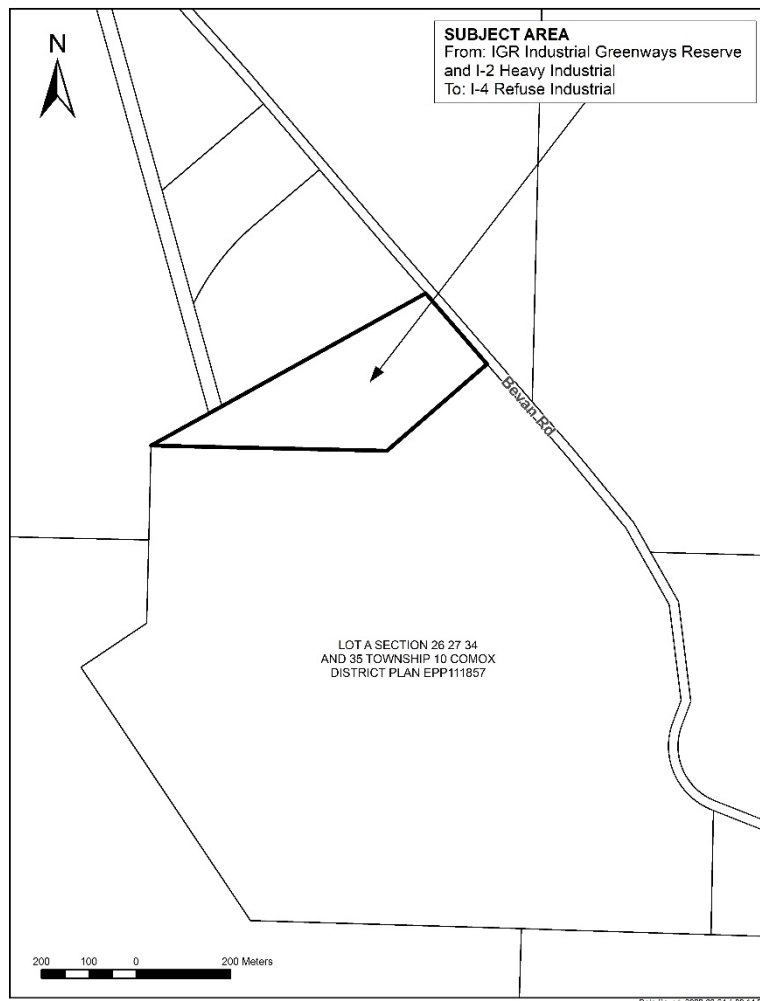 SUBJECT AREA
From: IGR Industrial Greenways Reserve
and I-2 Heavy Industrial
To: I-4 Refuse Industrial
N
Bevan Rd
LOT A SECTION 26 27 34
AND 35 TOWNSHIP 10 COMOX
DISTRICT PLAN EPP111857
200 100 0 200 Meters